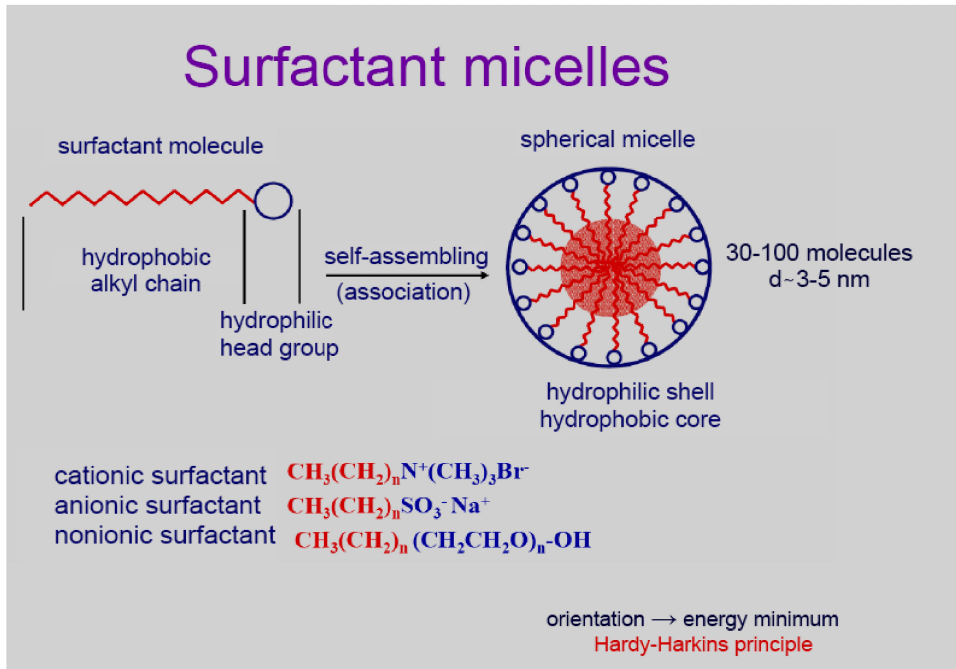 Surfactant micelles
surfactant molecule
spherical micelle
hydrophobic
alkyl chain
hydrophilic
head group
self-assembling
(association)
30-100 molecules
d~3-5 nm
hydrophilic shell
hydrophobic core
cationic surfactant CH₃(CH₂)ₙN⁺(CH₃)₃Br⁻
anionic surfactant CH₃(CH₂)ₙSO₃⁻Na⁺
nonionic surfactant CH₃(CH₂)ₙ(CH₂CH₂O)ₙ-OH
orientation → energy minimum
Hardy-Harkins principle